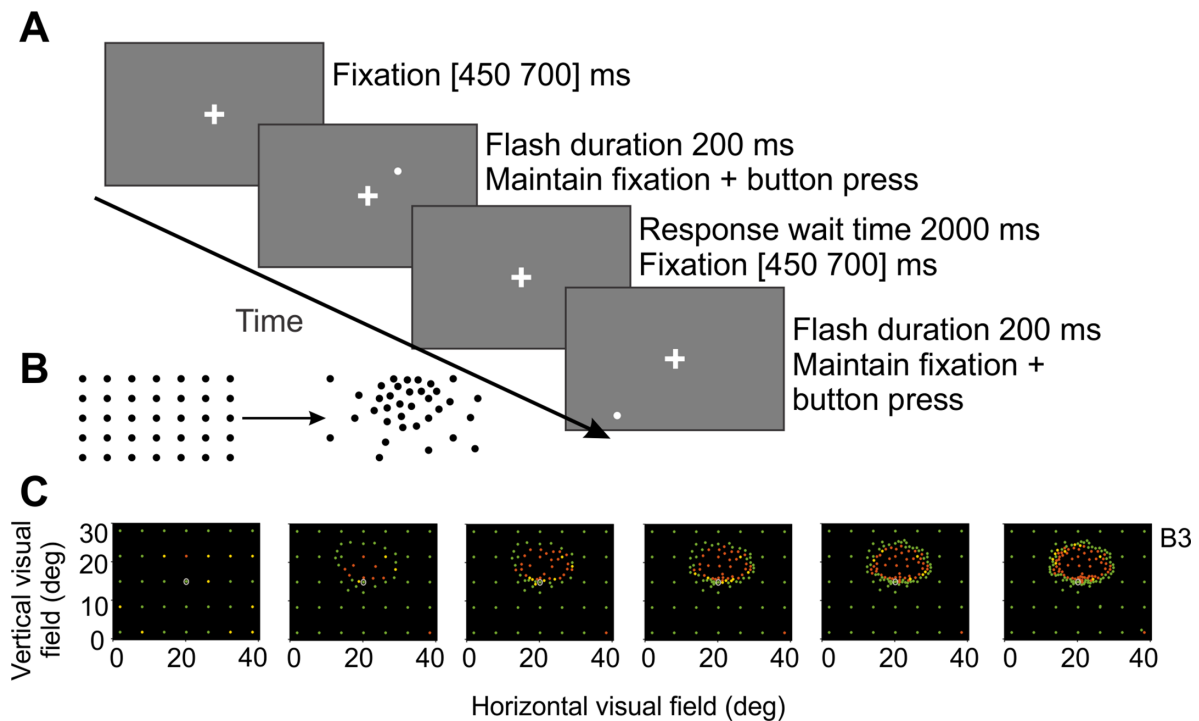 A
Fixation [450 700] ms
Flash duration 200 ms
Maintain fixation + button press
Response wait time 2000 ms
Fixation [450 700] ms
Flash duration 200 ms
Maintain fixation +
button press
Time
B
C
Vertical visual
field (deg)
30
20
10
0
0 20 40
0 20 40
0 20 40
0 20 40
0 20 40
0 20 40
B3
Horizontal visual field (deg)